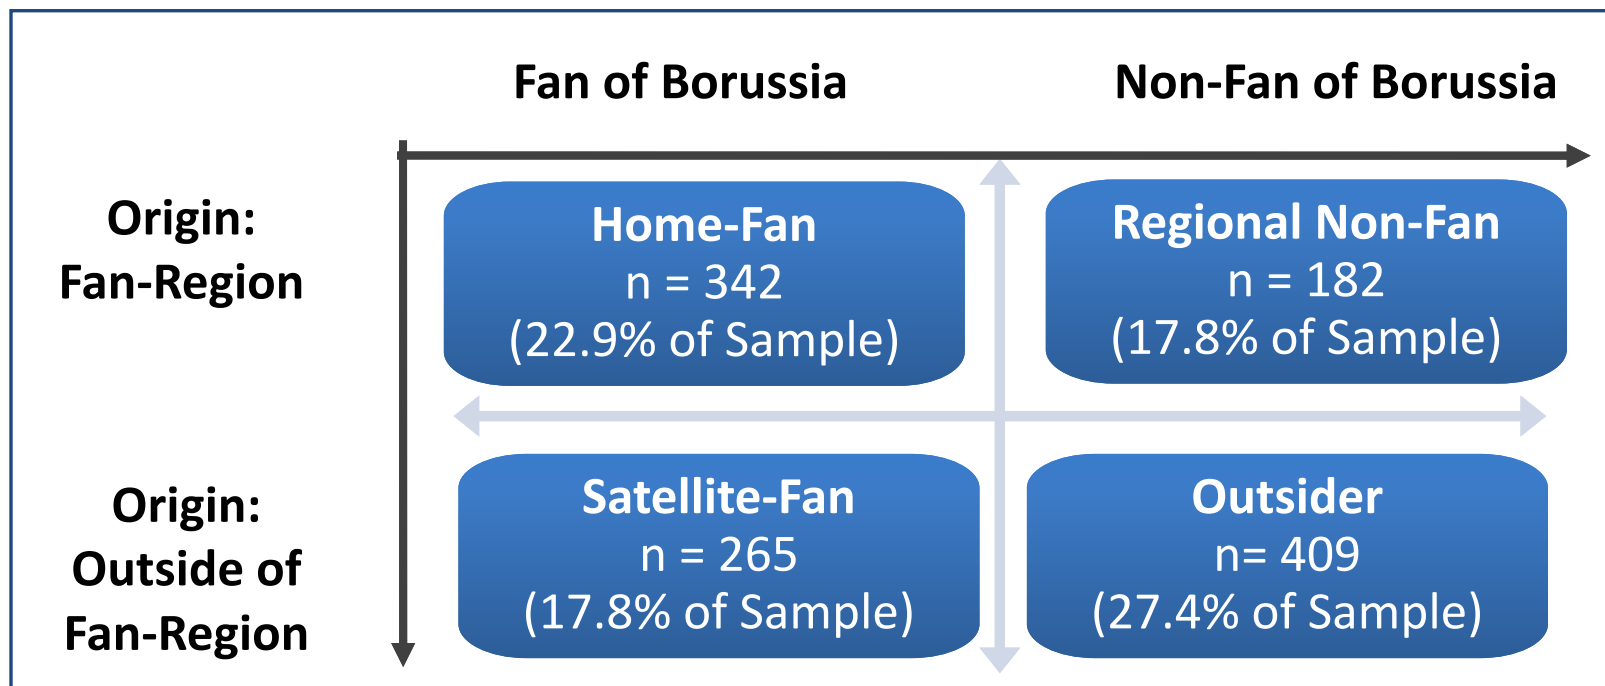 Fan of Borussia
Non-Fan of Borussia
Origin:
Fan-Region
Home-Fan
n = 342
(22.9% of Sample)
Regional Non-Fan
n = 182
(17.8% of Sample)
Origin:
Outside of
Fan-Region
Satellite-Fan
n = 265
(17.8% of Sample)
Outsider
n= 409
(27.4% of Sample)